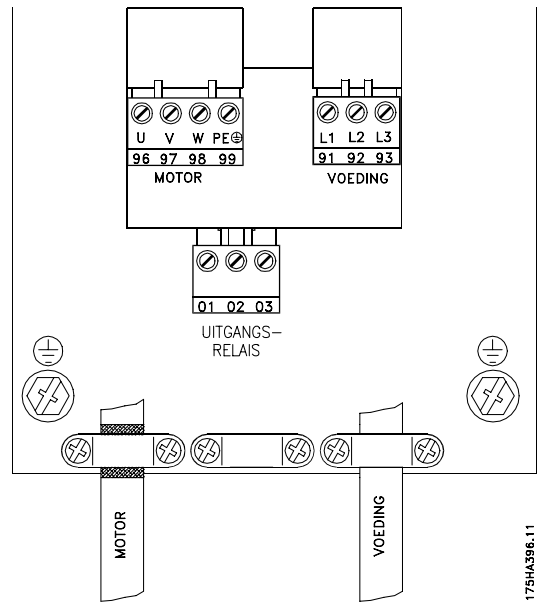 U V W PE L1 L2 L3
96 97 98 99 91 92 93
MOTOR VOEDING
01 02 03
UITGANGS-
RELAIS
MOTOR
VOEDING
175HA396.11